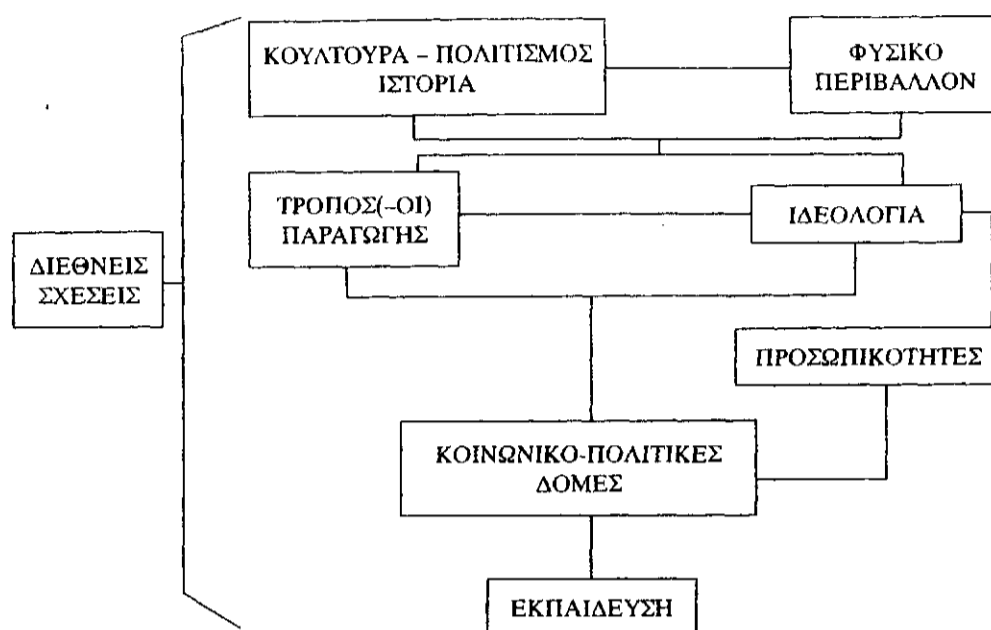 ΚΟΥΛΤΟΥΡΑ – ΠΟΛΙΤΙΣΜΟΣ
ΙΣΤΟΡΙΑ
ΦΥΣΙΚΟ
ΠΕΡΙΒΑΛΛΟΝ
ΤΡΟΠΟΣ(–ΟΙ)
ΠΑΡΑΓΩΓΗΣ
ΙΔΕΟΛΟΓΙΑ
ΔΙΕΘΝΕΙΣ
ΣΧΕΣΕΙΣ
ΠΡΟΣΩΠΙΚΟΤΗΤΕΣ
ΚΟΙΝΩΝΙΚΟ-ΠΟΛΙΤΙΚΕΣ
ΔΟΜΕΣ
ΕΚΠΑΙΔΕΥΣΗ